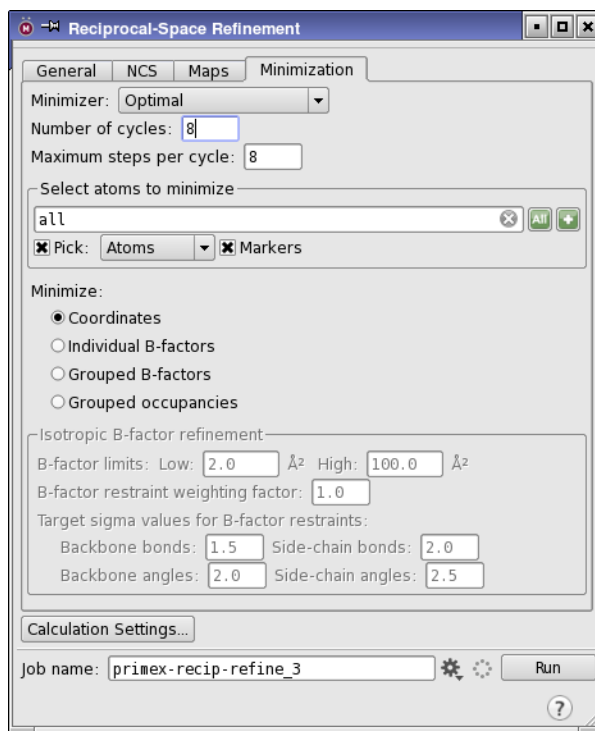 Reciprocal-Space Refinement
General NCS Maps Minimization
Minimizer: Optimal
Number of cycles: 8
Maximum steps per cycle: 8
Select atoms to minimize
all All +
Pick: Atoms Markers
Minimize:
Coordinates
Individual B-factors
Grouped B-factors
Grouped occupancies
Isotropic B-factor refinement
B-factor limits: Low: 2.0 Å² High: 100.0 Å²
B-factor restraint weighting factor: 1.0
Target sigma values for B-factor restraints:
Backbone bonds: 1.5 Side-chain bonds: 2.0
Backbone angles: 2.0 Side-chain angles: 2.5
Calculation Settings...
Job name: primex-recip-refine_3 Run
?